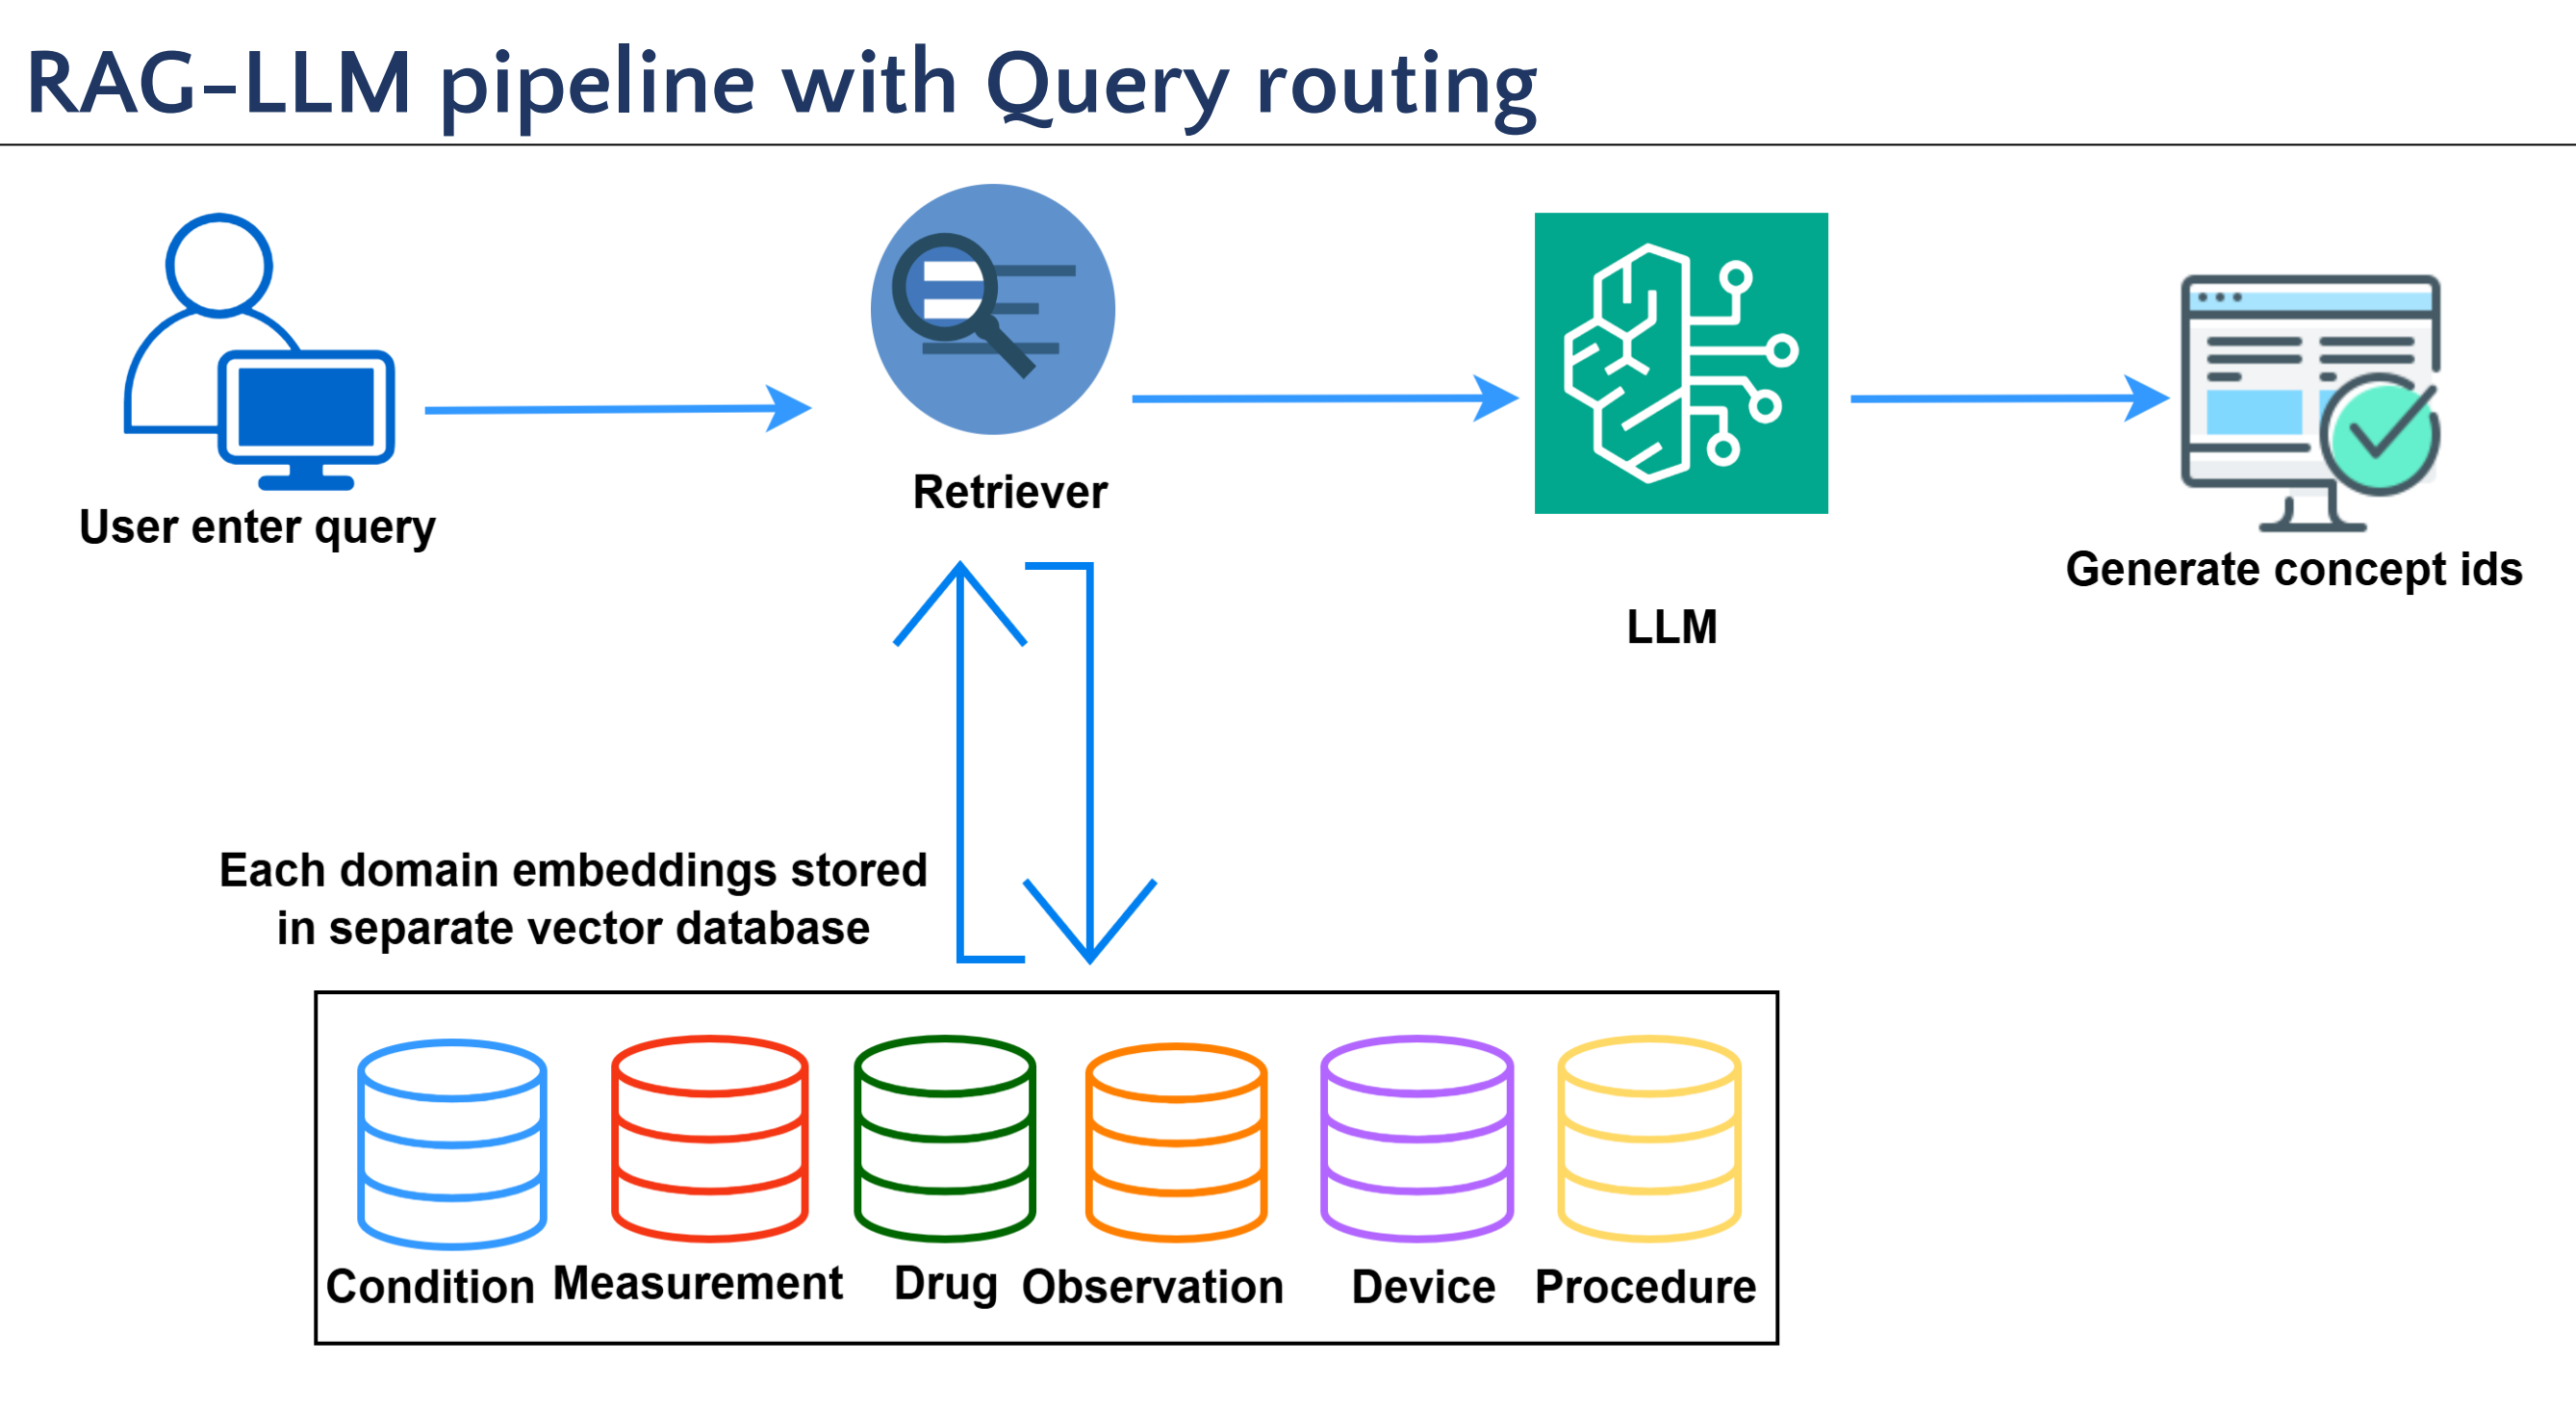 RAG-LLM pipeline with Query routing
User enter query
Retriever
LLM
Generate concept ids
Each domain embeddings stored
in separate vector database
Condition
Measurement
Drug
Observation
Device
Procedure